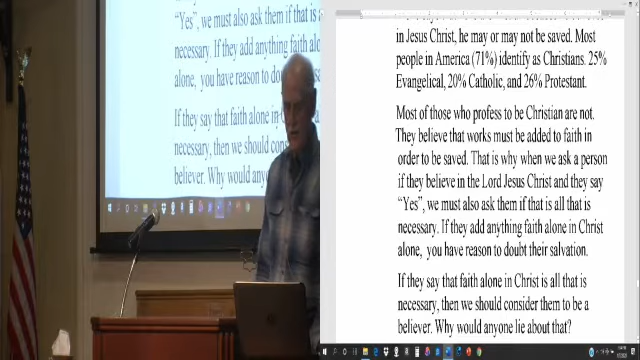 "Yes", we must also ask them if that is
necessary. If they add anything faith
alone, you have reason to
If they say that faith alone in
necessary, then we should
believer. Why would
in Jesus Christ, he may or may not be saved. Most
people in America (71%) identify as Christians. 25%
Evangelical, 20% Catholic, and 26% Protestant.
Most of those who profess to be Christian are not.
They believe that works must be added to faith in
order to be saved. That is why when we ask a person
if they believe in the Lord Jesus Christ and they say
"Yes", we must also ask them if that is all that is
necessary. If they add anything faith alone in Christ
alone, you have reason to doubt their salvation.
If they say that faith alone in Christ is all that is
necessary, then we should consider them to be a
believer. Why would anyone lie about that?